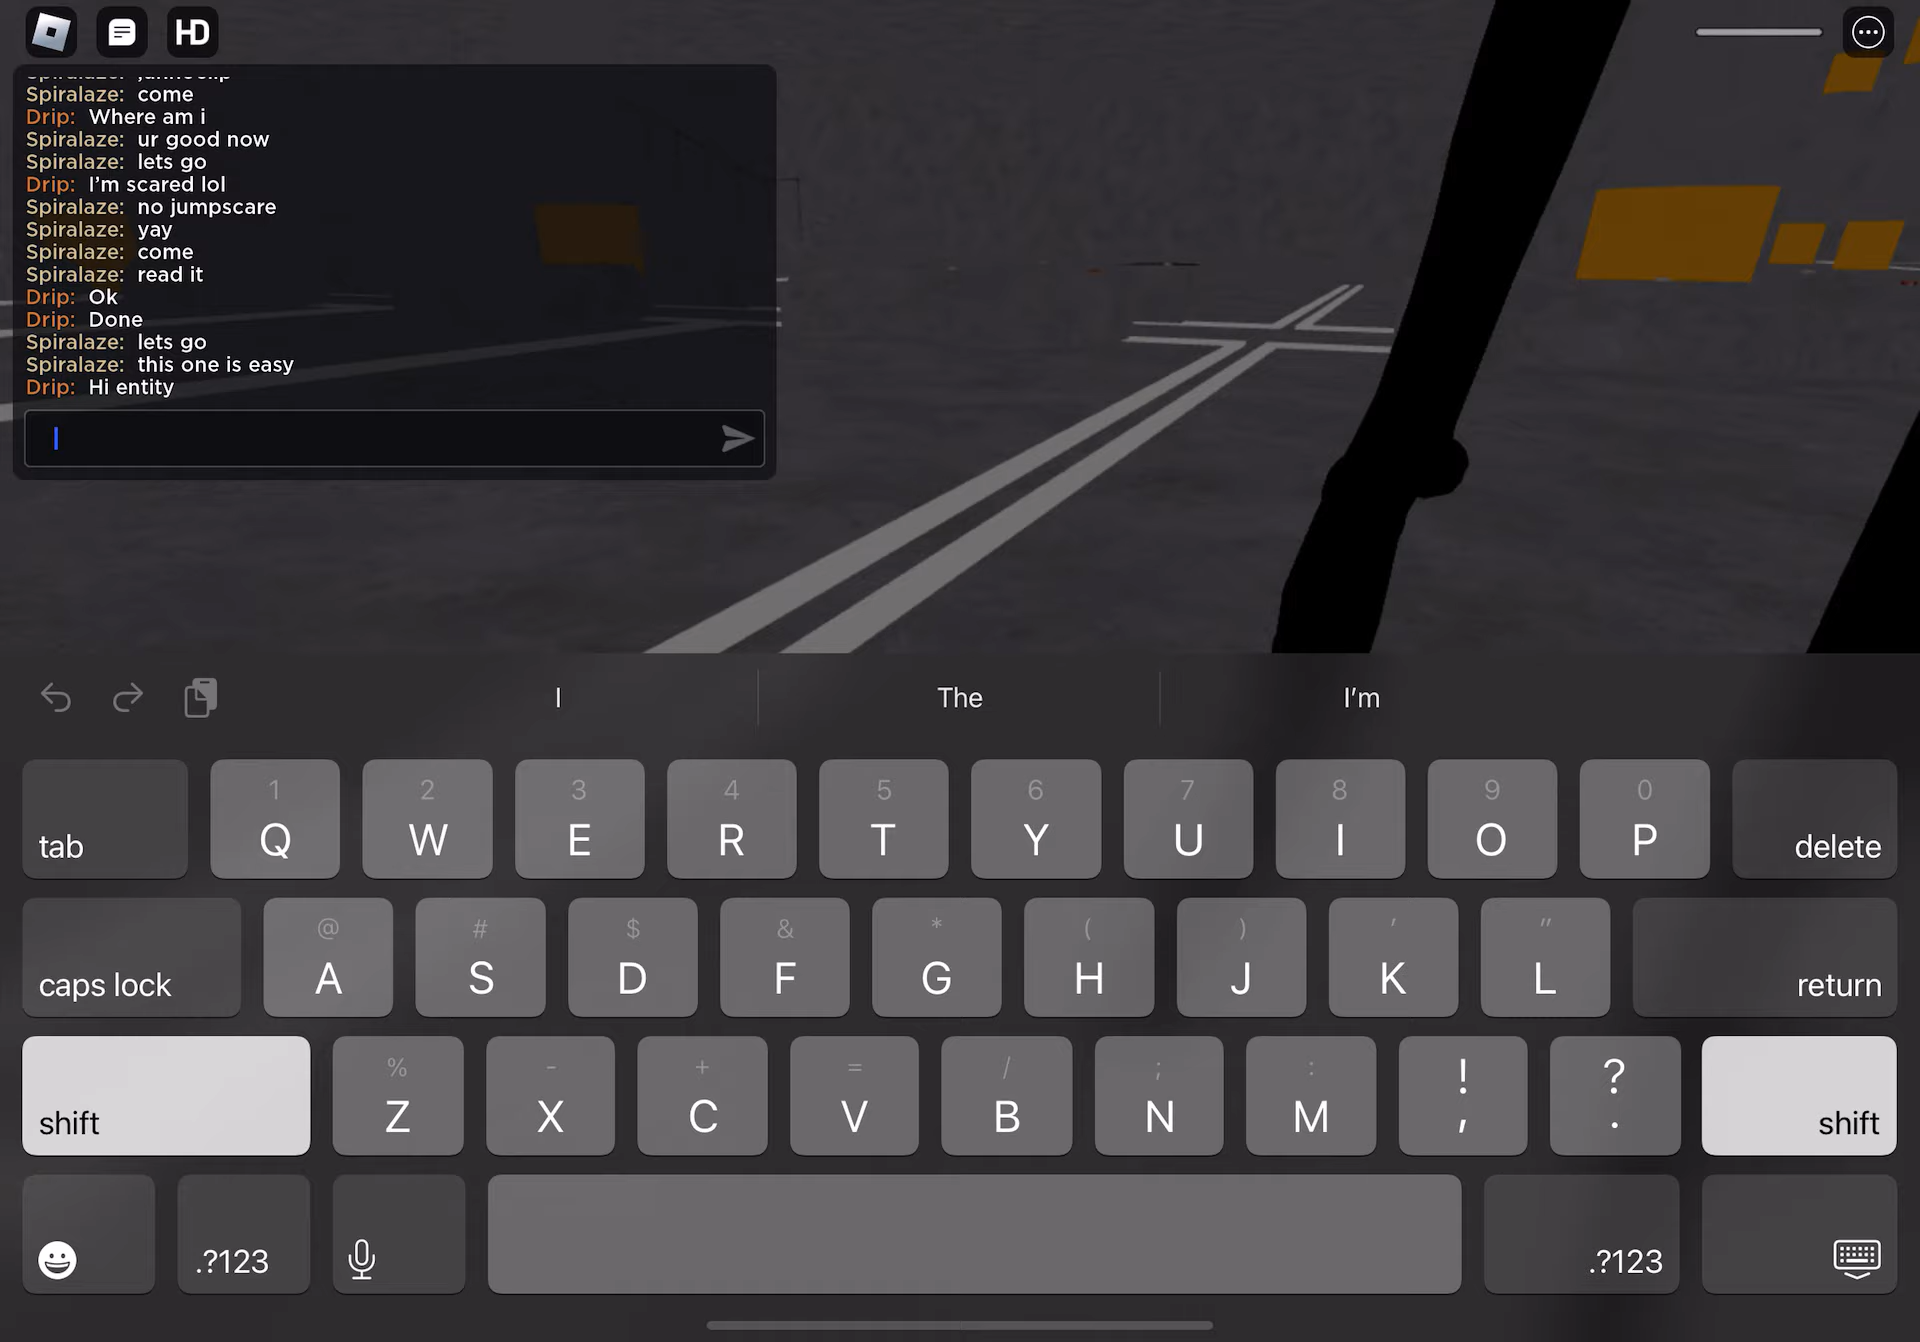 HD
Spiralaze:
Spiralaze: come
Drip: Where am i
Spiralaze: ur good now
Spiralaze: lets go
Drip: I'm scared lol
Spiralaze: no jumpscare
Spiralaze: yay
Spiralaze: come
Spiralaze: read it
Drip: Ok
Drip: Done
Spiralaze: lets go
Spiralaze: this one is easy
Drip: Hi entity
I The I'm
1 2 3 4 5 6 7 8 9 0
tab Q W E R T Y U I O P delete
@ # $ & * ( ) ' "
caps lock A S D F G H J K L return
% - + = / ; : ! ?
shift Z X C V B N M , . shift
.?123 .?123